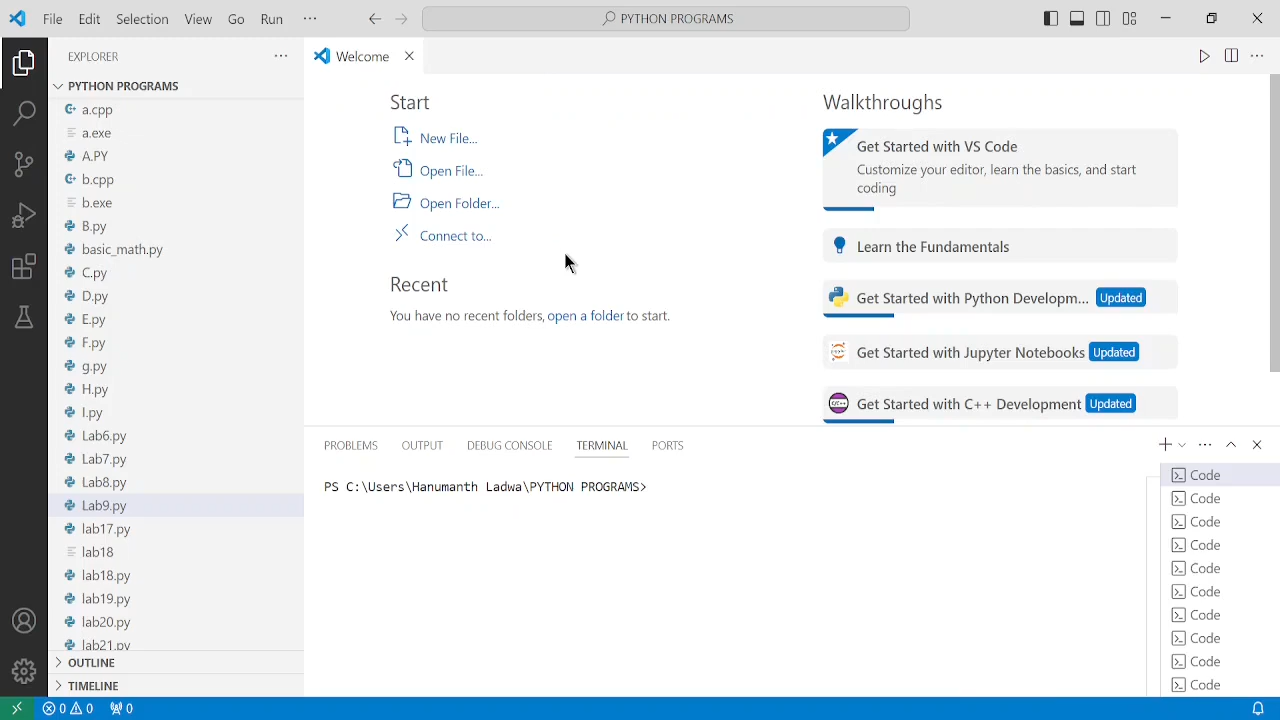 File Edit Selection View Go Run ··· PYTHON PROGRAMS
EXPLORER ···
PYTHON PROGRAMS
a.cpp
a.exe
A.PY
b.cpp
b.exe
B.py
basic_math.py
C.py
D.py
E.py
F.py
g.py
H.py
I.py
Lab6.py
Lab7.py
Lab8.py
Lab9.py
lab17.py
lab18
lab18.py
lab19.py
lab20.py
lab21.py
OUTLINE
TIMELINE
Welcome
Start
New File...
Open File...
Open Folder...
Connect to...
Recent
You have no recent folders, open a folder to start.
Walkthroughs
Get Started with VS Code
Customize your editor, learn the basics, and start
coding
Learn the Fundamentals
Get Started with Python Developm... Updated
Get Started with Jupyter Notebooks Updated
C/C++
Get Started with C++ Development Updated
PROBLEMS OUTPUT DEBUG CONSOLE TERMINAL PORTS
PS C:\Users\Hanumanth Ladwa\PYTHON PROGRAMS>
Code
Code
Code
Code
Code
Code
Code
Code
Code
Code
0 0 0